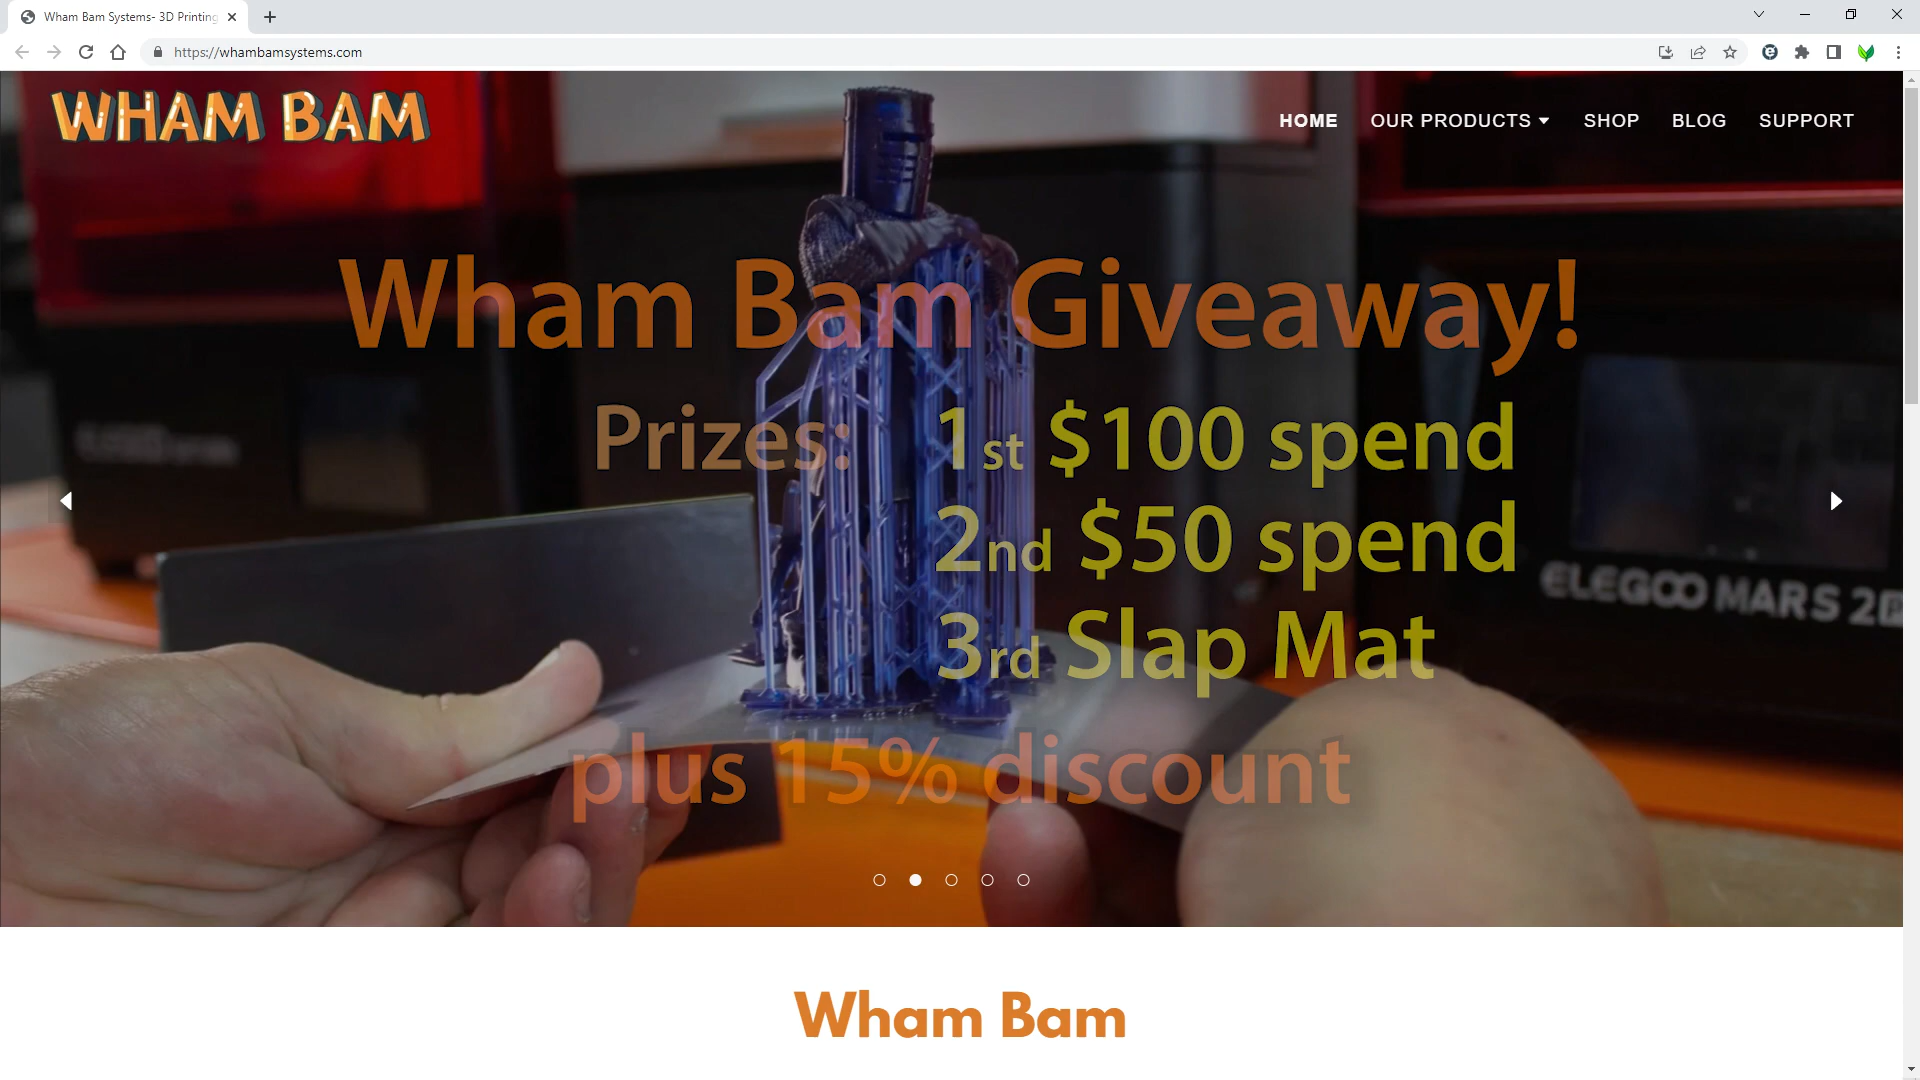 Wham Bam Systems- 3D Printing
https://whambamsystems.com
WHAM BAM
HOME OUR PRODUCTS SHOP BLOG SUPPORT
Wham Bam Giveaway!
Prizes: 1st $100 spend
2nd $50 spend
3rd Slap Mat
ELEGOO MARS 2
plus 15% discount
Wham Bam